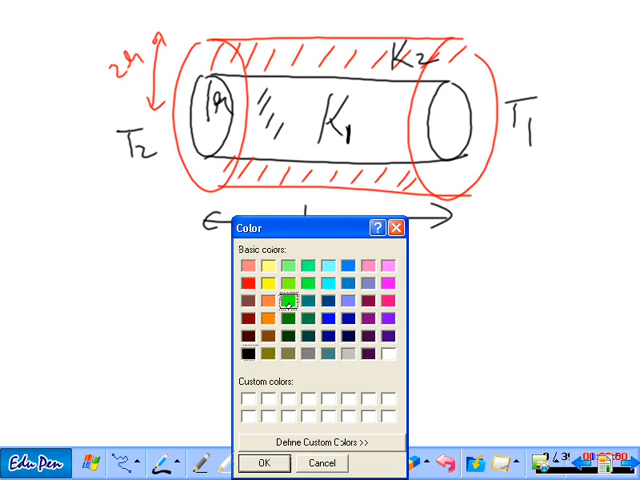 2r
K2
r
K1
T2
T1
Color
Basic colors:
Custom colors:
Define Custom Colors >>
OK
Cancel
Edu Pen